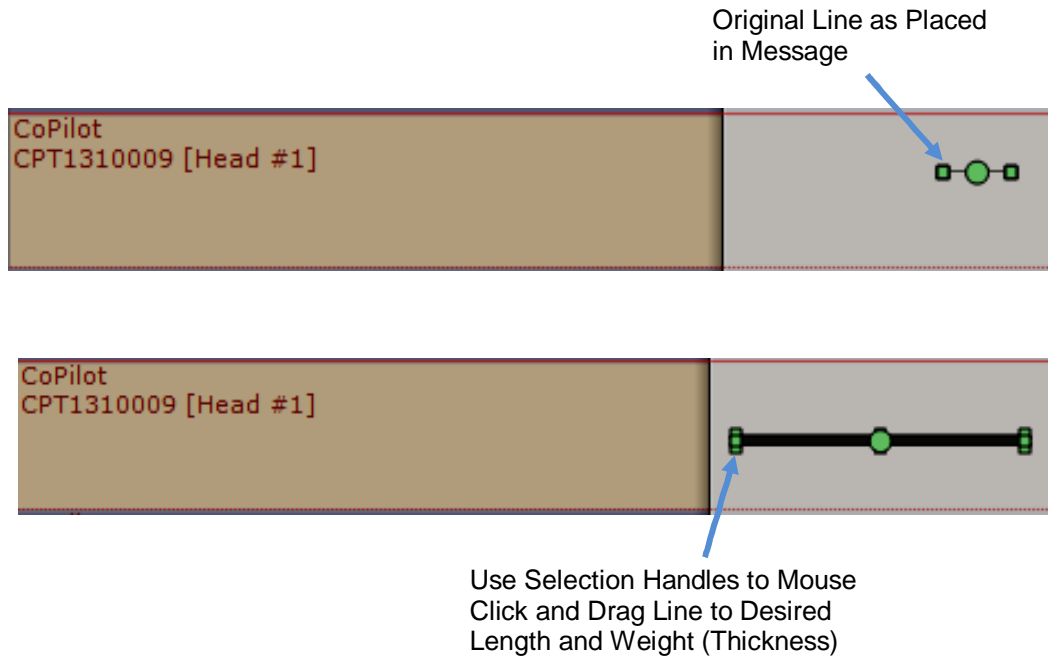 Original Line as Placed
in Message
CoPilot
CPT1310009 [Head #1]
CoPilot
CPT1310009 [Head #1]
Use Selection Handles to Mouse
Click and Drag Line to Desired
Length and Weight (Thickness)